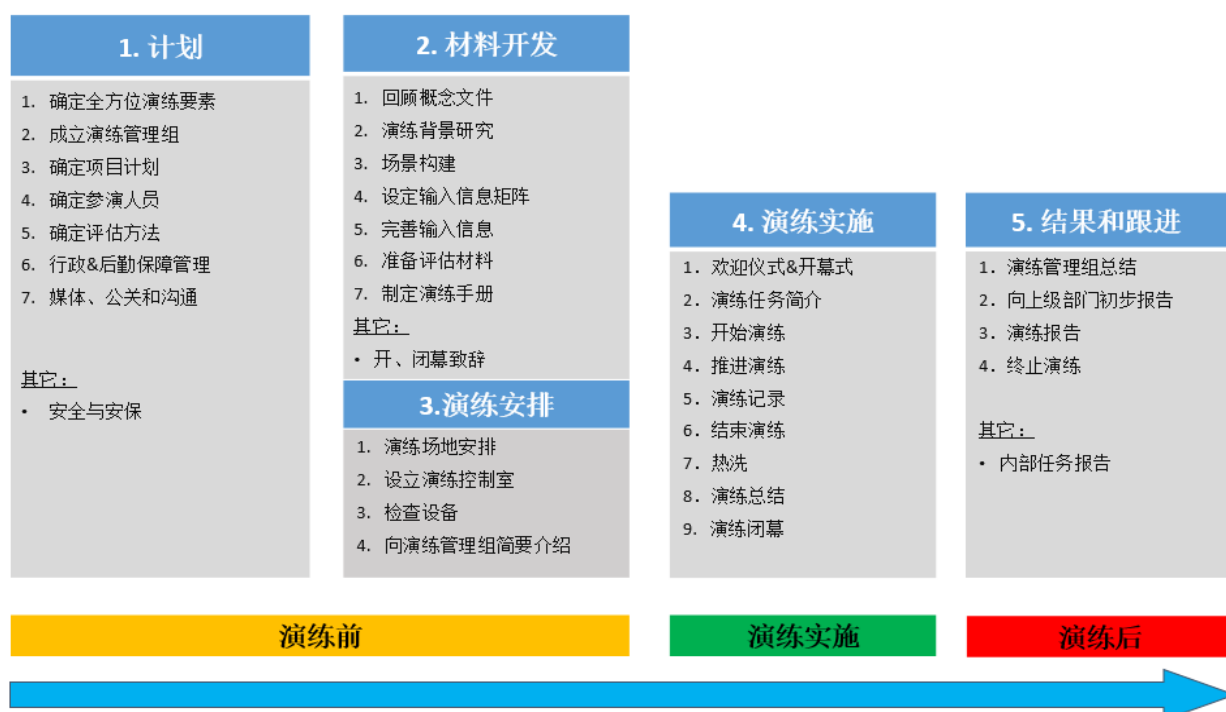 1. 计划
1. 确定全方位演练要素
2. 成立演练管理组
3. 确定项目计划
4. 确定参演人员
5. 确定评估方法
6. 行政&后勤保障管理
7. 媒体、公关和沟通
其它:
• 安全与安保
2. 材料开发
1. 回顾概念文件
2. 演练背景研究
3. 场景构建
4. 设定输入信息矩阵
5. 完善输入信息
6. 准备评估材料
7. 制定演练手册
其它:
• 开、闭幕致辞
3.演练安排
1. 演练场地安排
2. 设立演练控制室
3. 检查设备
4. 向演练管理组简要介绍
4. 演练实施
1. 欢迎仪式&开幕式
2. 演练任务简介
3. 开始演练
4. 推进演练
5. 演练记录
6. 结束演练
7. 热洗
8. 演练总结
9. 演练闭幕
5. 结果和跟进
1. 演练管理组总结
2. 向上级部门初步报告
3. 演练报告
4. 终止演练
其它:
• 内部任务报告
演练前
演练实施
演练后